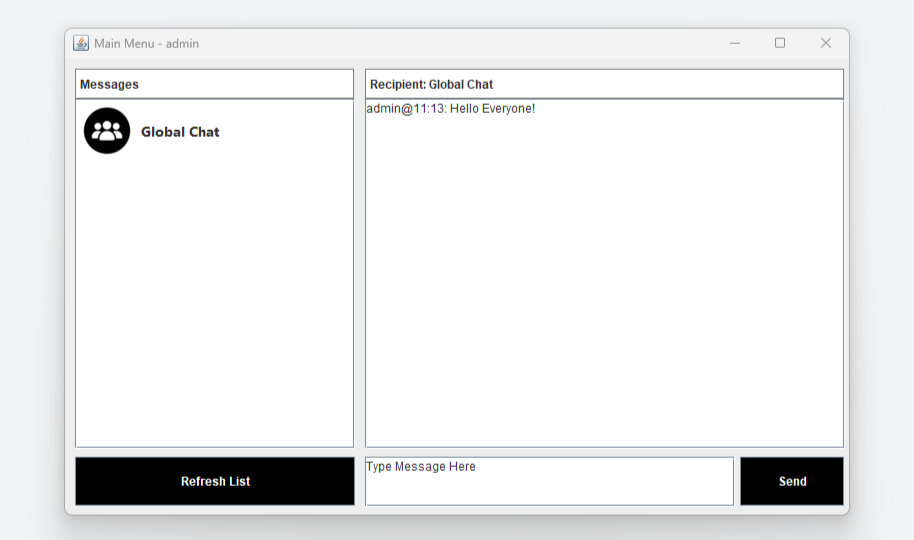 Main Menu - admin
Messages
Global Chat
Refresh List
Recipient: Global Chat
admin@11:13: Hello Everyone!
Type Message Here
Send